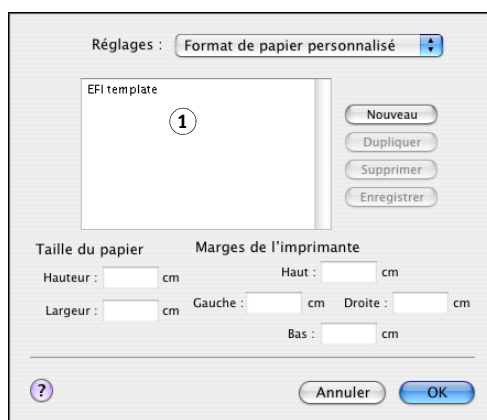 Réglages : Format de papier personnalisé
EFI template
1
Nouveau
Dupliquer
Supprimer
Enregistrer
Taille du papier
Marges de l’imprimante
Hauteur : cm
Haut : cm
Largeur : cm
Gauche : cm Droite : cm
Bas : cm
?
Annuler OK